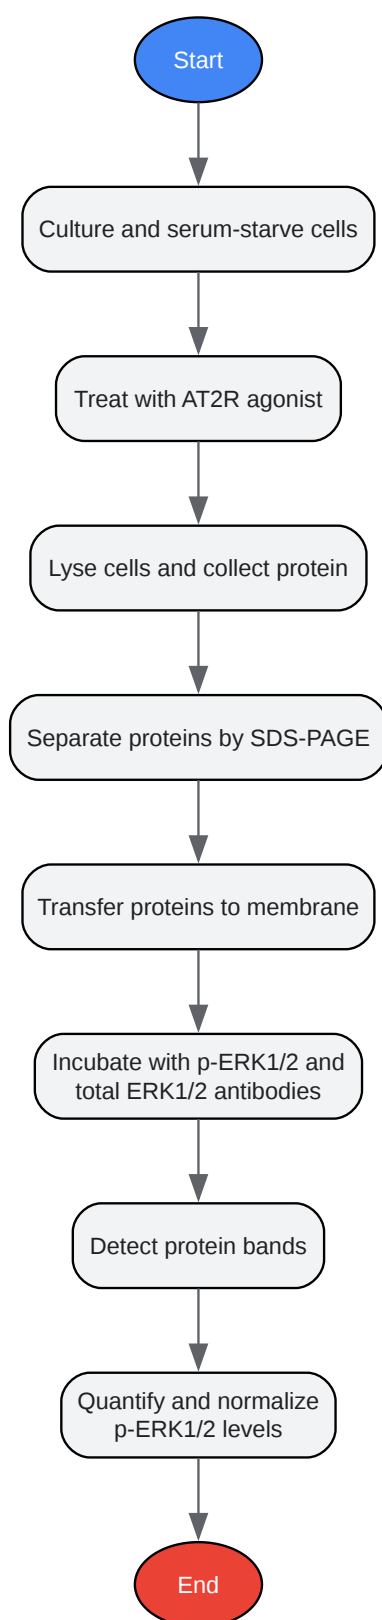 Start
Culture and serum-starve cells
Treat with AT2R agonist
Lyse cells and collect protein
Separate proteins by SDS-PAGE
Transfer proteins to membrane
Incubate with p-ERK1/2 and
total ERK1/2 antibodies
Detect protein bands
Quantify and normalize
p-ERK1/2 levels
End